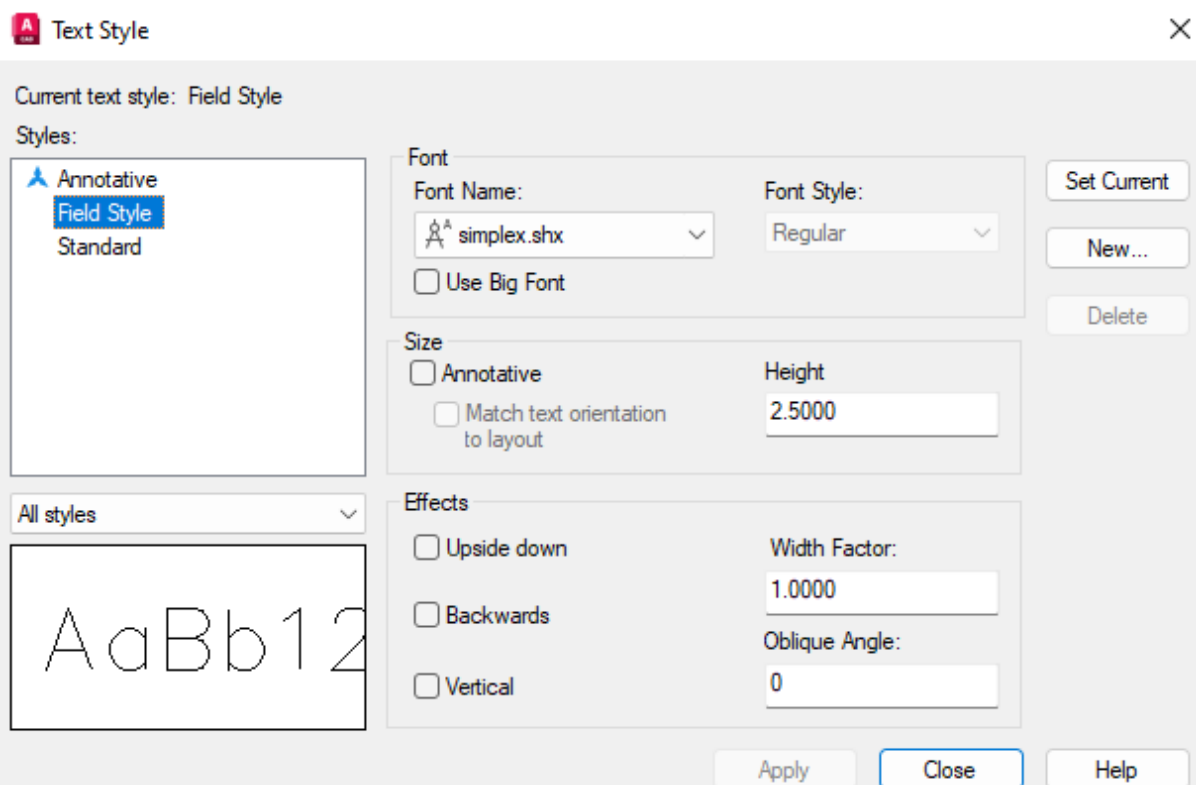 A
CAD
Text Style
Current text style: Field Style
Styles:
Annotative
Field Style
Standard
All styles
AaBb12
Font
Font Name:
simplex.shx
Use Big Font
Font Style:
Regular
Size
Annotative
Match text orientation
to layout
Height
2.5000
Effects
Upside down
Backwards
Vertical
Width Factor:
1.0000
Oblique Angle:
0
Set Current
New...
Delete
Apply
Close
Help